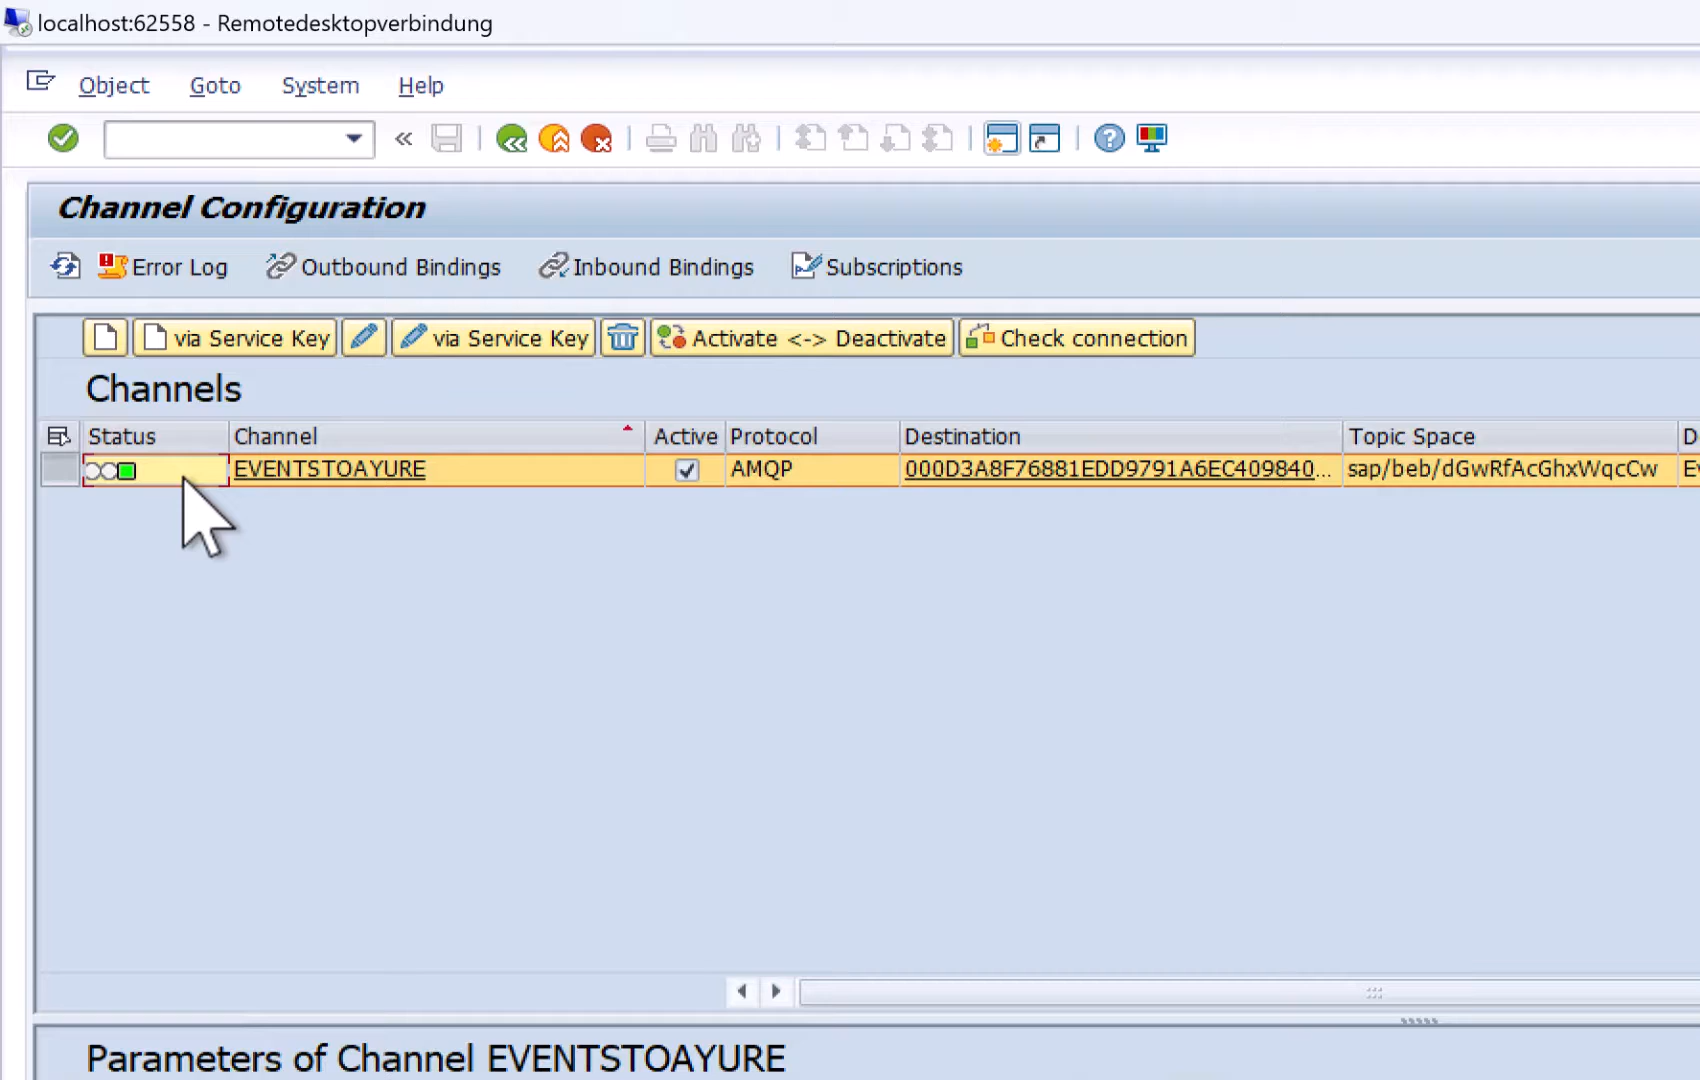 localhost:62558 - Remotedesktopverbindung
Object Goto System Help
Channel Configuration
Error Log Outbound Bindings Inbound Bindings Subscriptions
via Service Key via Service Key Activate <-> Deactivate Check connection
Channels
Status Channel Active Protocol Destination Topic Space D
EVENTSTOAYURE AMQP 000D3A8F76881EDD9791A6EC409840... sap/beb/dGwRfAcGhxWqcCw Ev
Parameters of Channel EVENTSTOAYURE